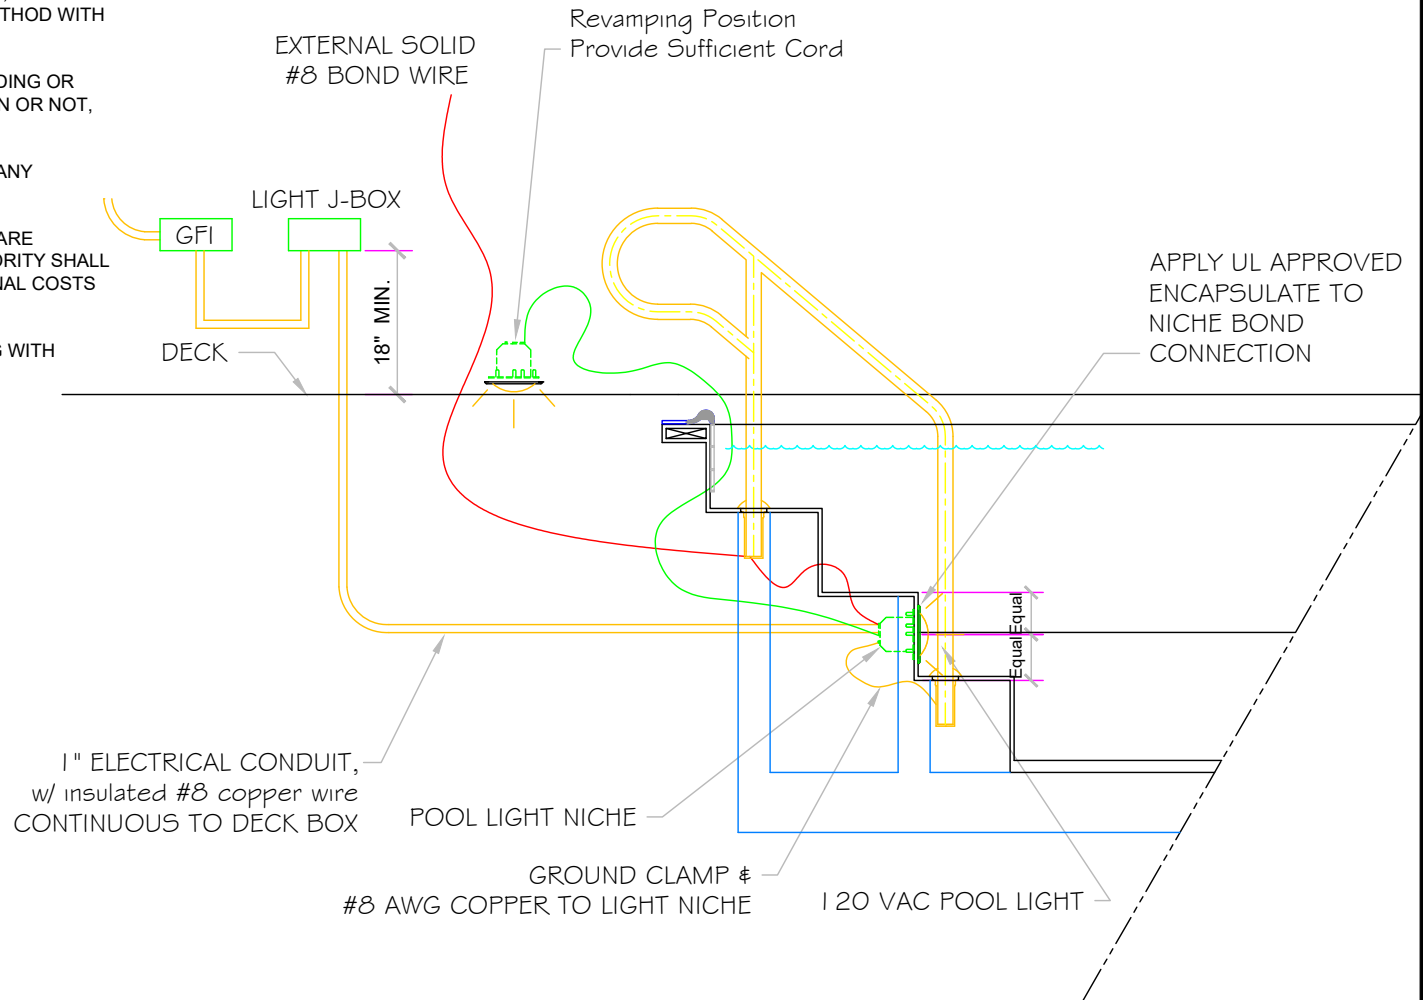 THOD WITH
DING OR
N OR NOT,
ANY
ARE
ORITY SHALL
NAL COSTS
WITH
Revamping Position
Provide Sufficient Cord
EXTERNAL SOLID
#8 BOND WIRE
LIGHT J-BOX
GFI
18" MIN.
DECK
APPLY UL APPROVED
ENCAPSULATE TO
NICHE BOND
CONNECTION
Equal
Equal
1" ELECTRICAL CONDUIT,
w/ insulated #8 copper wire
CONTINUOUS TO DECK BOX
POOL LIGHT NICHE
GROUND CLAMP &
#8 AWG COPPER TO LIGHT NICHE
120 VAC POOL LIGHT